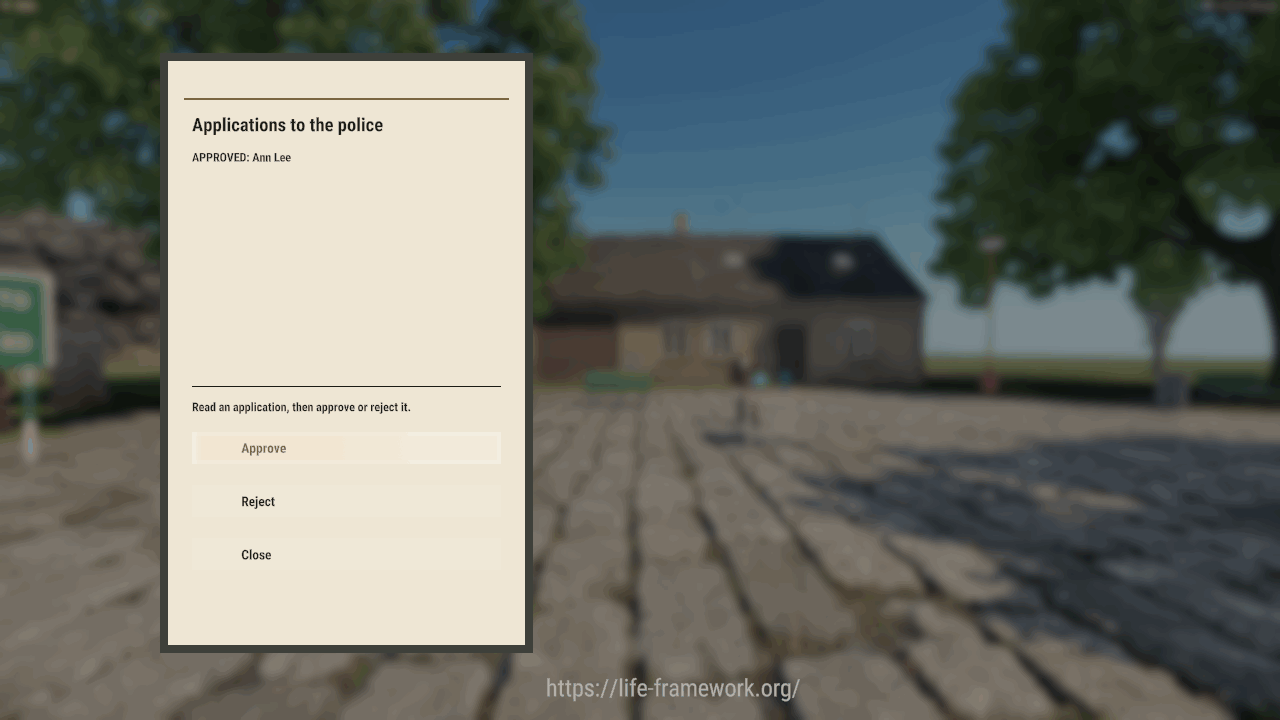 Applications to the police
APPROVED: Ann Lee
Read an application, then approve or reject it.
Approve
Reject
Close
https://life-framework.org/